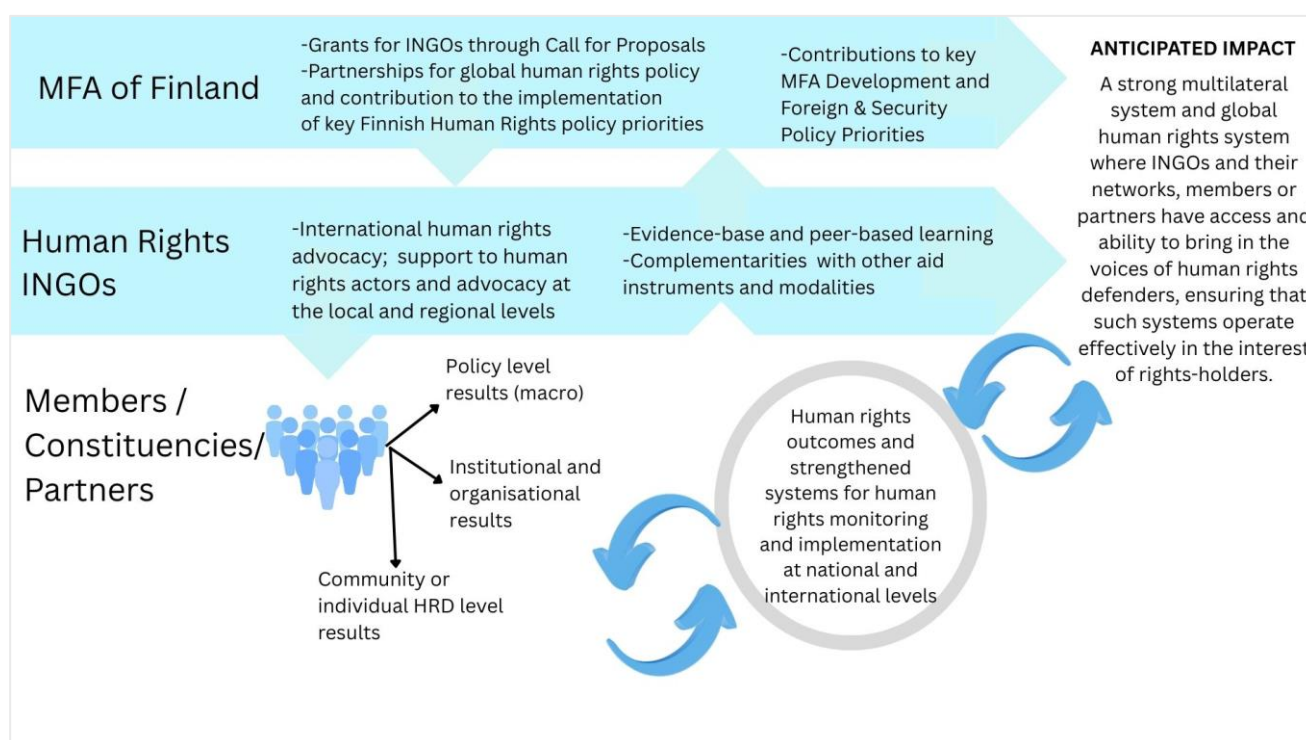 MFA of Finland
-Grants for INGOs through Call for Proposals
-Partnerships for global human rights policy
and contribution to the implementation
of key Finnish Human Rights policy priorities
-Contributions to key
MFA Development and
Foreign & Security
Policy Priorities
ANTICIPATED IMPACT
A strong multilateral
system and global
human rights system
where INGOs and their
networks, members or
partners have access and
ability to bring in the
voices of human rights
defenders, ensuring that
such systems operate
effectively in the interest
of rights-holders.
Human Rights
INGOs
-International human rights
advocacy; support to human
rights actors and advocacy at
the local and regional levels
-Evidence-base and peer-based learning
-Complementarities with other aid
instruments and modalities
Members /
Constituencies/
Partners
Policy level
results (macro)
Institutional and
organisational
results
Community or
individual HRD level
results
Human rights
outcomes and
strengthened
systems for human
rights monitoring
and implementation
at national and
international levels